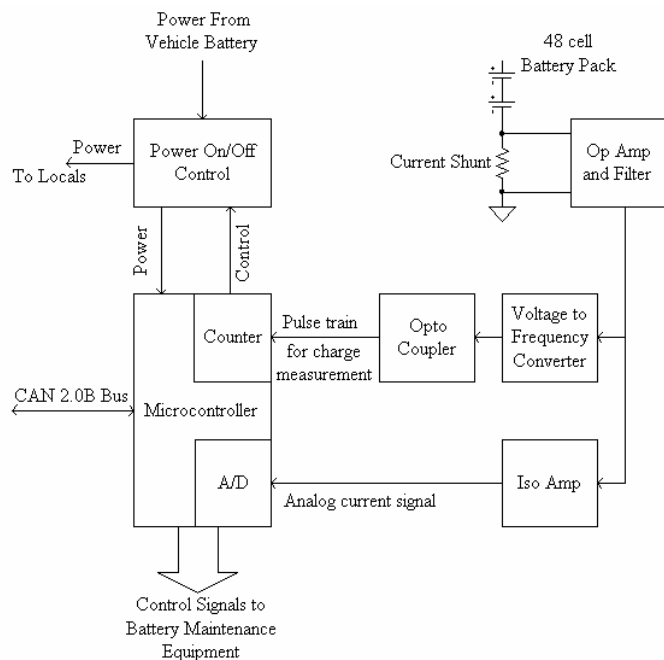 Power From
Vehicle Battery
48 cell
Battery Pack
Power On/Off
Control
Power
To Locals
Current Shunt
Op Amp
and Filter
Power
Control
Counter
Pulse train
for charge
measurement
Opto
Coupler
Voltage to
Frequency
Converter
CAN 2.0B Bus
Microcontroller
A/D
Analog current signal
Iso Amp
Control Signals to
Battery Maintenance
Equipment